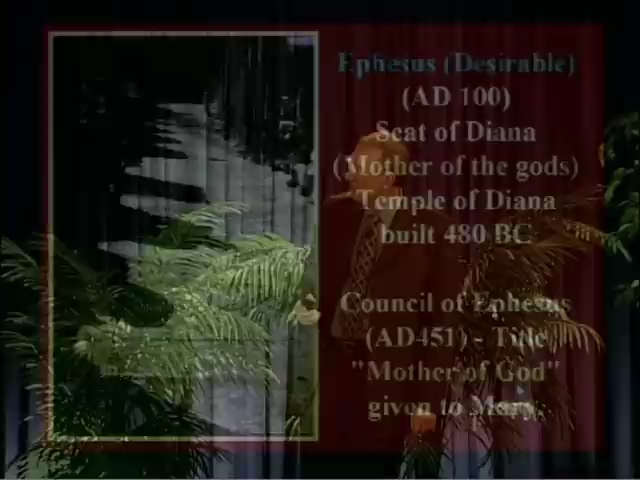 Ephesus (Desirable)
(AD 100)
Seat of Diana
(Mother of the gods)
Temple of Diana
built 480 BC
Council of Ephesus
(AD451) - Title
"Mother of God"
given to Mary.